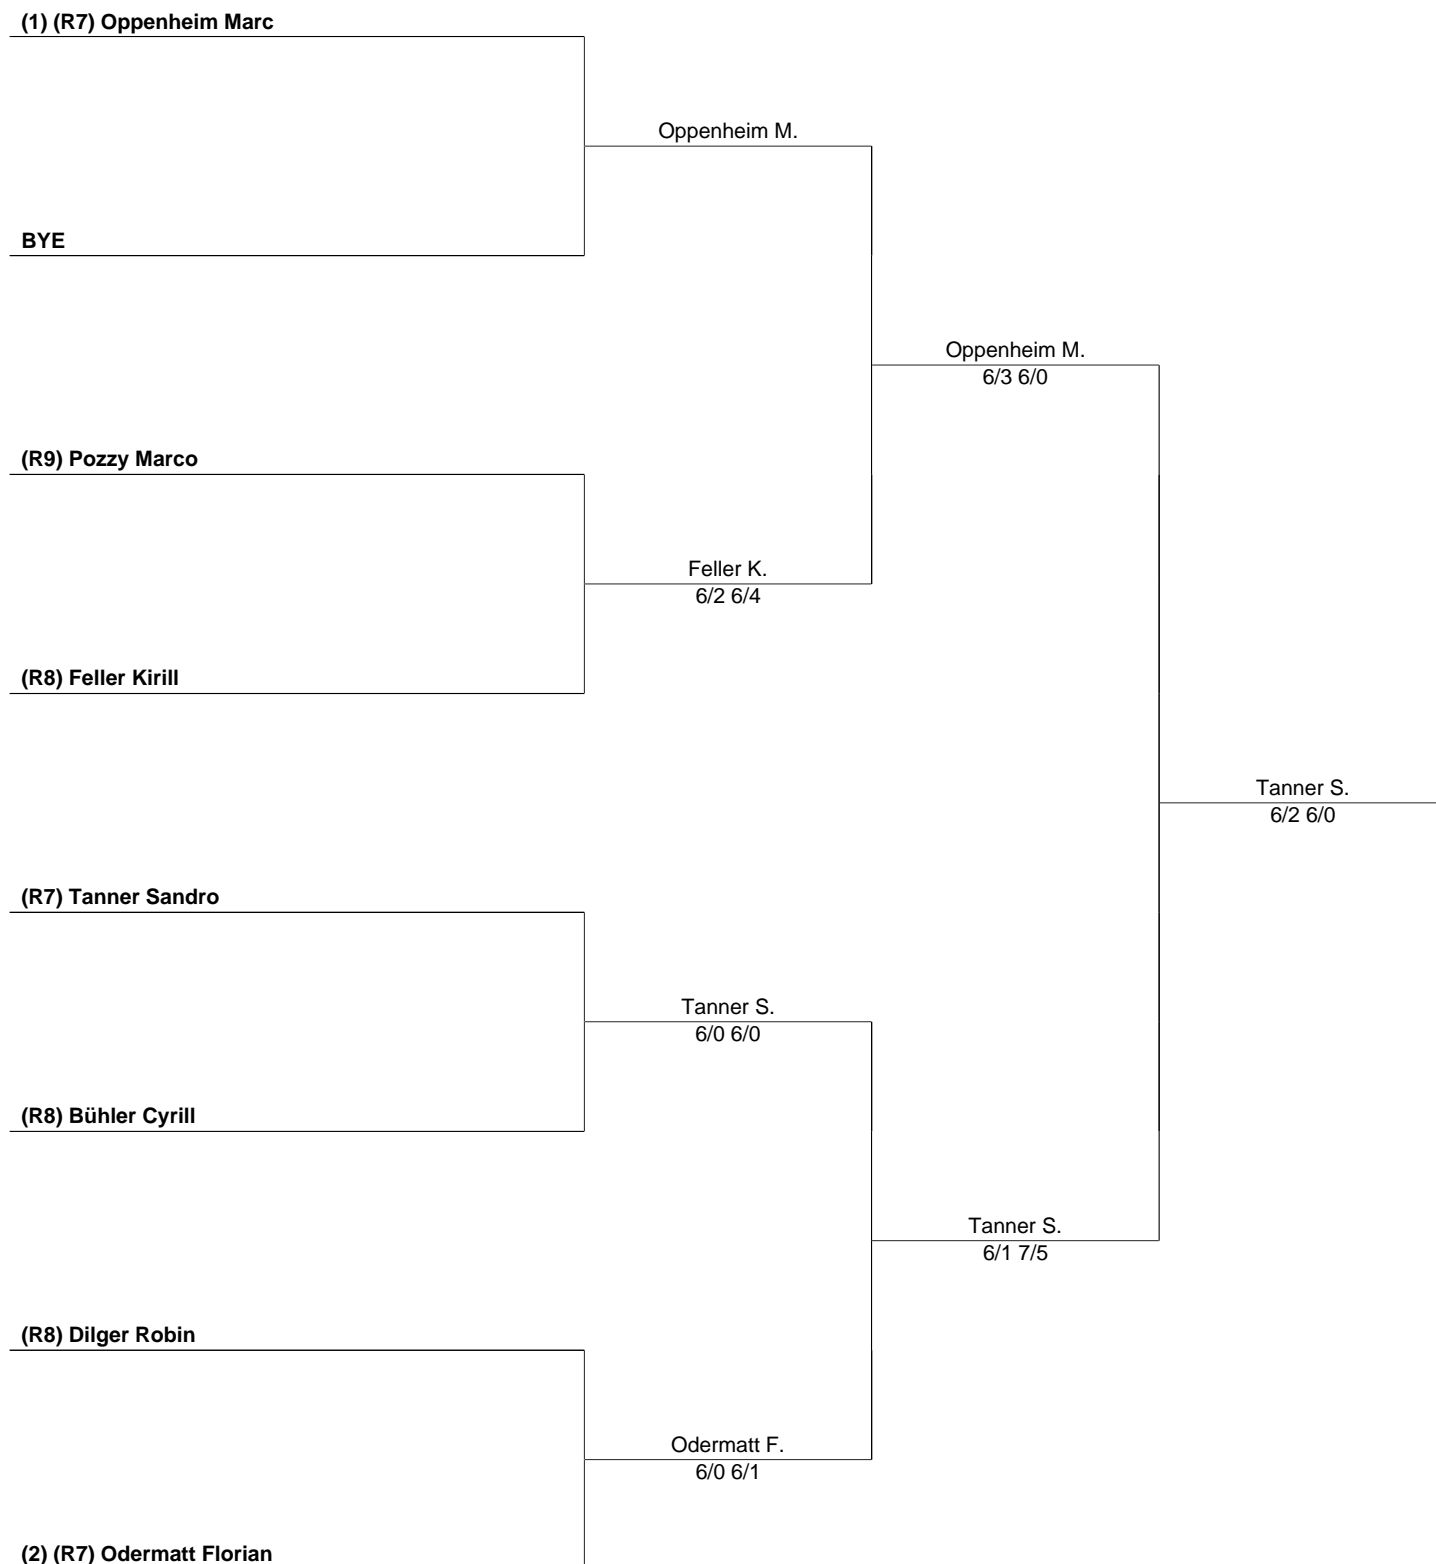 (1) (R7) Oppenheim Marc
Oppenheim M.
BYE
Oppenheim M.
6/3 6/0
(R9) Pozzy Marco
Feller K.
6/2 6/4
(R8) Feller Kirill
Tanner S.
6/2 6/0
(R7) Tanner Sandro
Tanner S.
6/0 6/0
(R8) Bühler Cyrill
Tanner S.
6/1 7/5
(R8) Dilger Robin
Odermatt F.
6/0 6/1
(2) (R7) Odermatt Florian